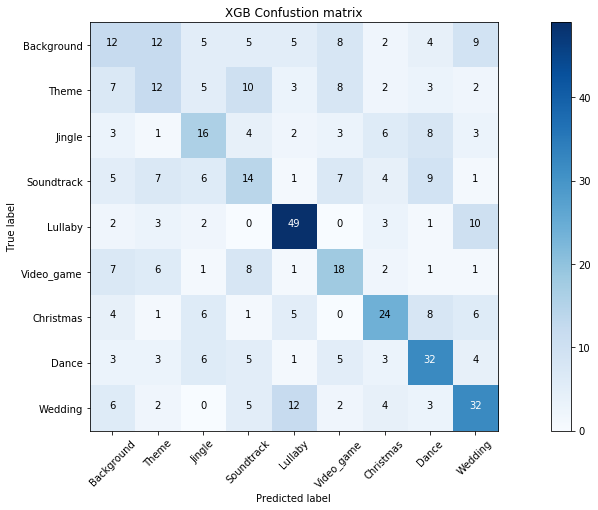 XGB Confustion matrix
True label
Background 12 12 5 5 5 8 2 4 9
Theme 7 12 5 10 3 8 2 3 2
Jingle 3 1 16 4 2 3 6 8 3
Soundtrack 5 7 6 14 1 7 4 9 1
Lullaby 2 3 2 0 49 0 3 1 10
Video_game 7 6 1 8 1 18 2 1 1
Christmas 4 1 6 1 5 0 24 8 6
Dance 3 3 6 5 1 5 3 32 4
Wedding 6 2 0 5 12 2 4 3 32
Background Theme Jingle Soundtrack Lullaby Video_game Christmas Dance Wedding
Predicted label
40
30
20
10
0